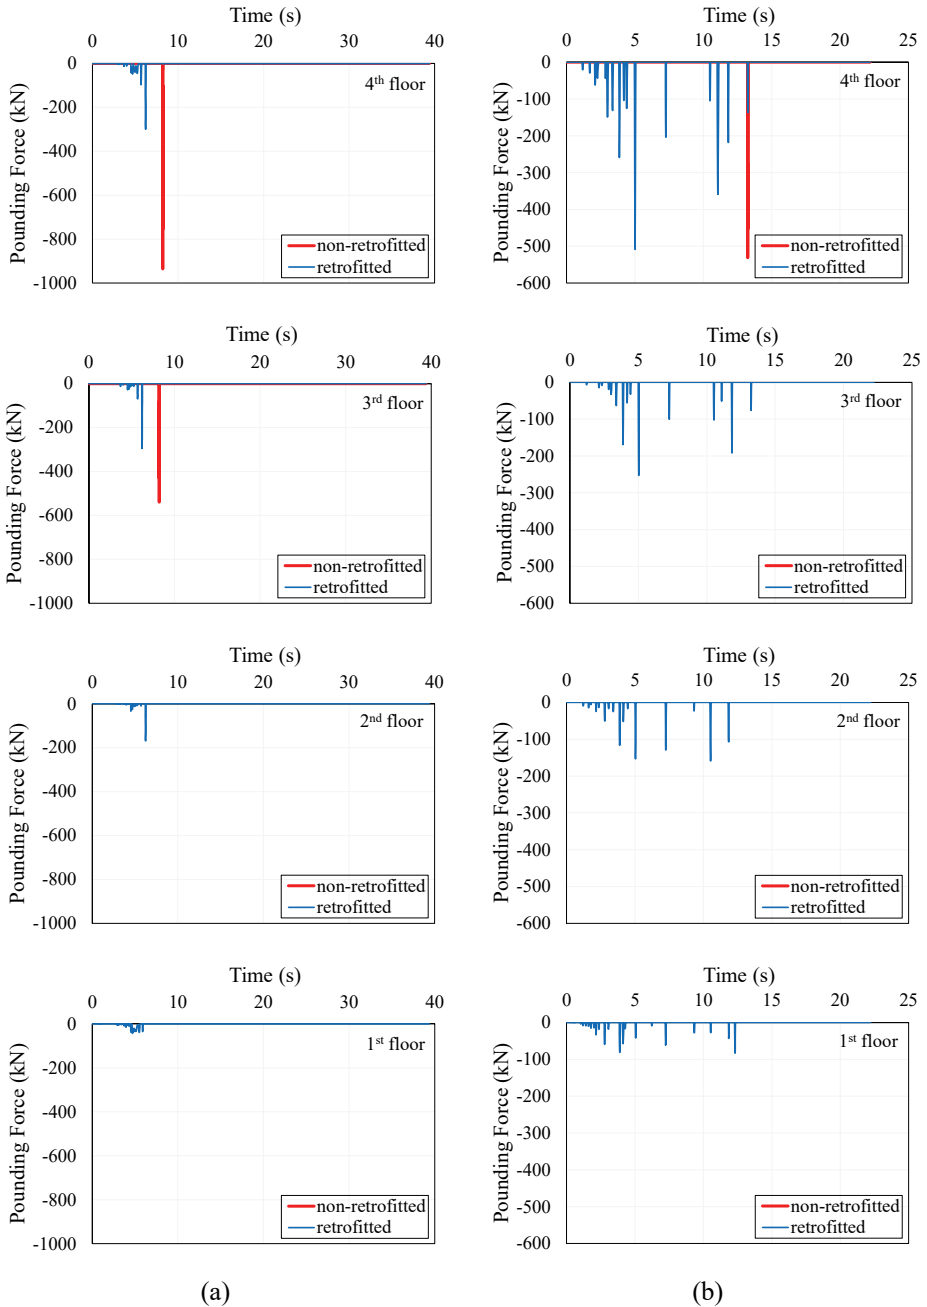 Time (s)
0 10 20 30 40
0
-200
-400
-600
-800
-1000
Pounding Force (kN)
4th floor
non-retrofitted
retrofitted
Time (s)
0 5 10 15 20 25
0
-100
-200
-300
-400
-500
-600
Pounding Force (kN)
4th floor
non-retrofitted
retrofitted
Time (s)
0 10 20 30 40
0
-200
-400
-600
-800
-1000
Pounding Force (kN)
3rd floor
non-retrofitted
retrofitted
Time (s)
0 5 10 15 20 25
0
-100
-200
-300
-400
-500
-600
Pounding Force (kN)
3rd floor
non-retrofitted
retrofitted
Time (s)
0 10 20 30 40
0
-200
-400
-600
-800
-1000
Pounding Force (kN)
2nd floor
non-retrofitted
retrofitted
Time (s)
0 5 10 15 20 25
0
-100
-200
-300
-400
-500
-600
Pounding Force (kN)
2nd floor
non-retrofitted
retrofitted
Time (s)
0 10 20 30 40
0
-200
-400
-600
-800
-1000
Pounding Force (kN)
1st floor
non-retrofitted
retrofitted
Time (s)
0 5 10 15 20 25
0
-100
-200
-300
-400
-500
-600
Pounding Force (kN)
1st floor
non-retrofitted
retrofitted
(a)
(b)